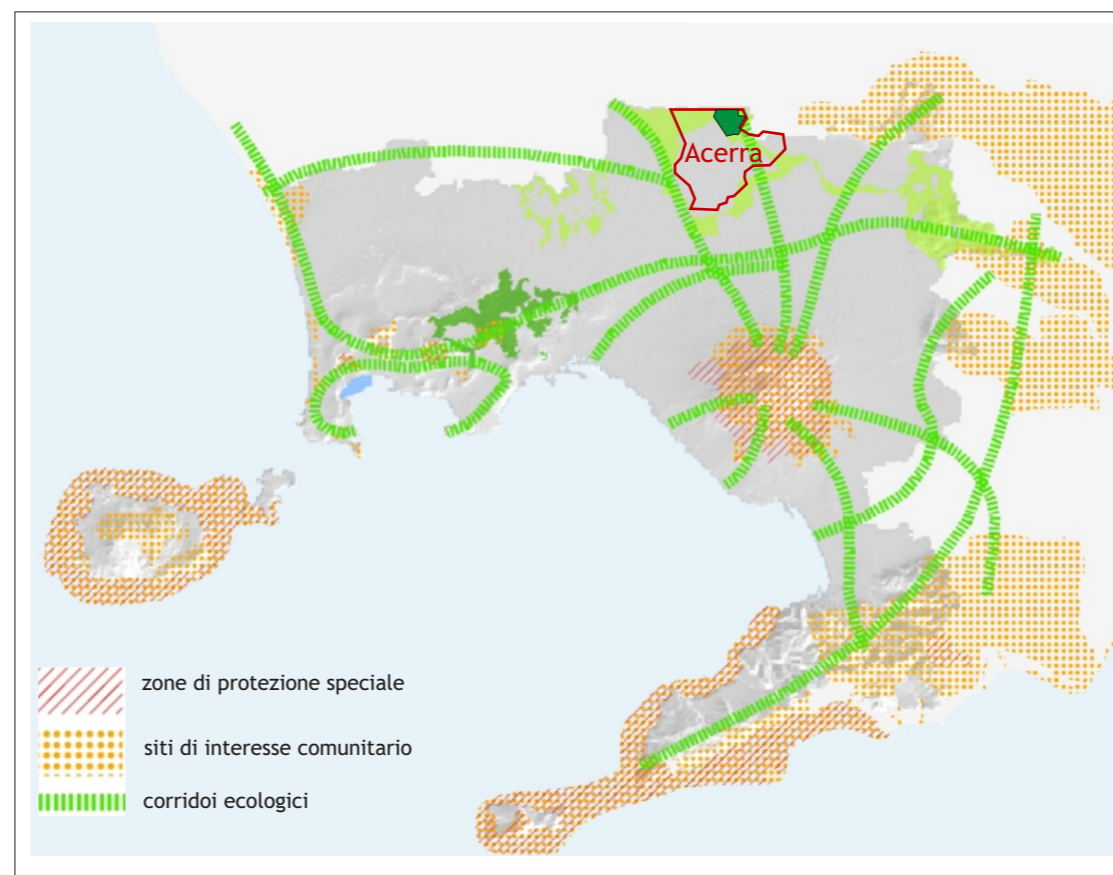 Acerra
zone di protezione speciale
siti di interesse comunitario
corridoi ecologici